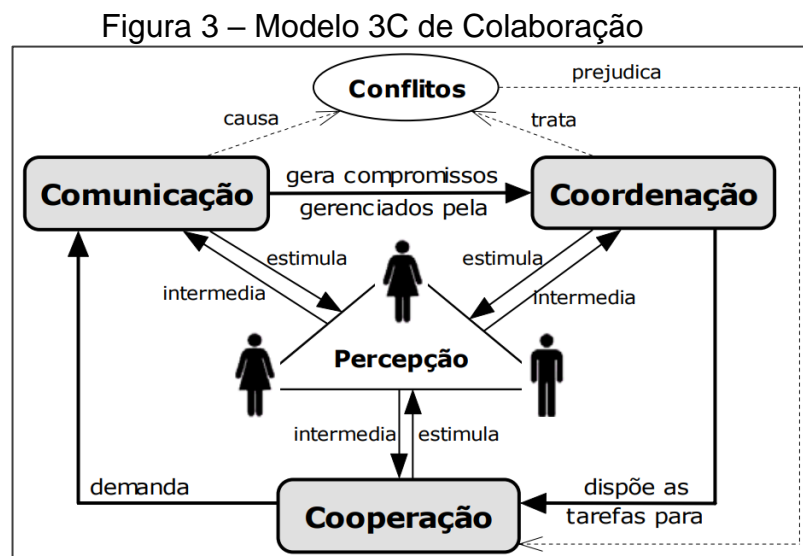 Figura 3 – Modelo 3C de Colaboração
prejudica
Conflitos
causa
trata
Comunicação
gera compromissos
gerenciados pela
Coordenação
estimula
intermedia
estimula
intermedia
Percepção
intermedia
estimula
demanda
dispõe as
tarefas para
Cooperação